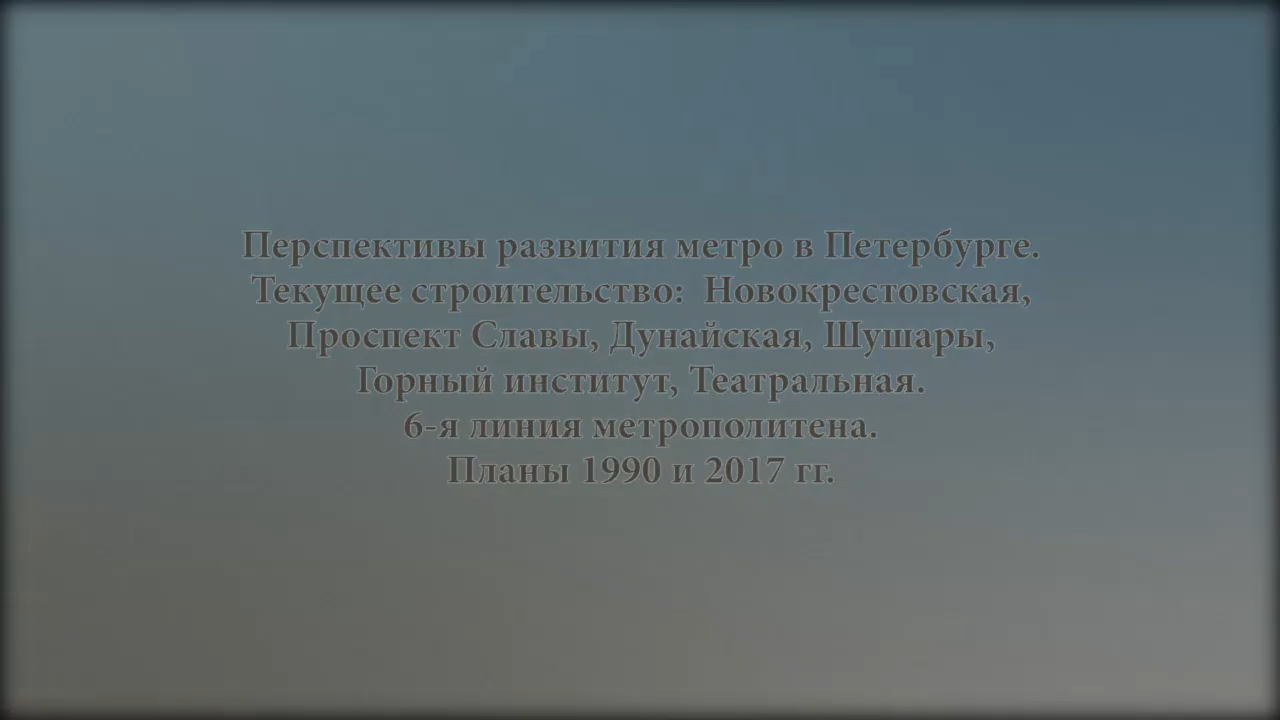 Перспективы развития метро в Петербурге.
Текущее строительство: Новокрестовская,
Проспект Славы, Дунайская, Шушары,
Горный институт, Театральная.
6-я линия метрополитена.
Планы 1990 и 2017 гг.